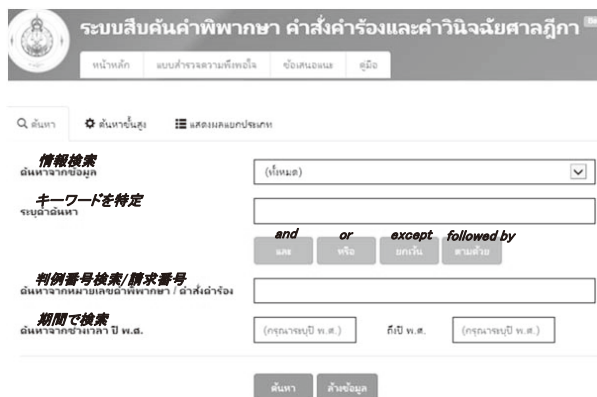 ระบบสืบค้นคำพิพากษา คำสั่งคำร้องและคำวินิจฉัยศาลฎีกา
หน้าหลัก แบบสำรวจความพึงพอใจ ข้อเสนอแนะ คู่มือ
ค้นหา ค้นหาขั้นสูง แสดงผลแยกประเภท
情報検索
ค้นหาจากข้อมูล (ทั้งหมด)
キーワードを特定
ระบุคำค้นหา
and or except followed by
และ หรือ ยกเว้น ตามด้วย
判例番号検索/請求番号
ค้นหาจากหมายเลขคำพิพากษา / คำสั่งคำร้อง
期間で検索
ค้นหาจากช่วงเวลา ปี พ.ศ. (กรุณาระบุปี พ.ศ.) ถึงปี พ.ศ. (กรุณาระบุปี พ.ศ.)
ค้นหา ล้างข้อมูล